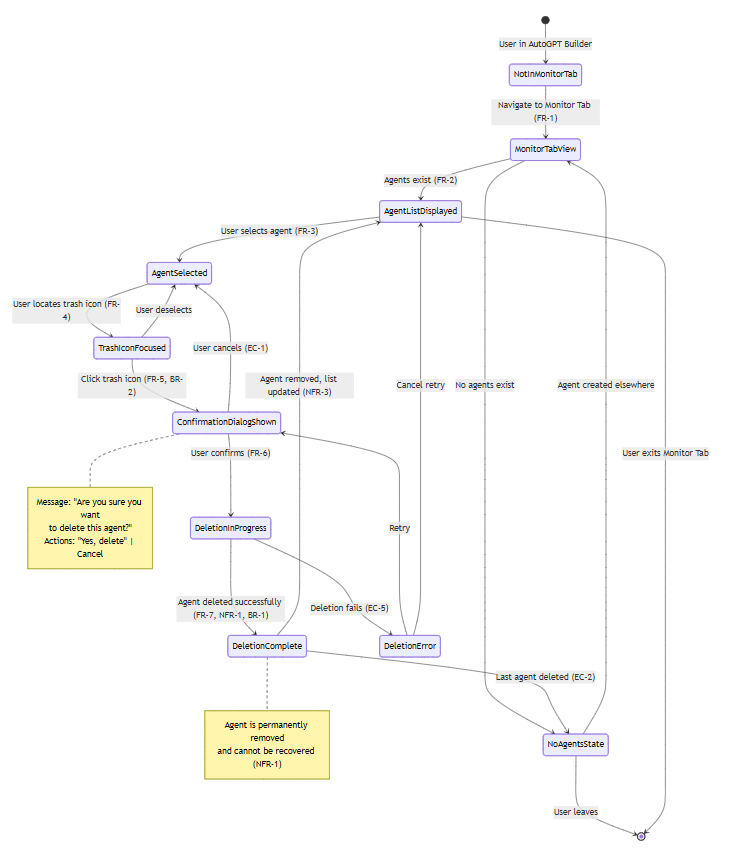 User in AutoGPT Builder
NotInMonitorTab
Navigate to Monitor Tab
(FR-1)
MonitorTabView
Agents exist (FR-2)
AgentListDisplayed
User selects agent (FR-3)
AgentSelected
User locates trash icon (FR-
4)
User deselects
TrashIconFocused
User cancels (EC-1)
Click trash icon (FR-5, BR-
2)
Agent removed, list
updated (NFR-3)
Cancel retry
No agents exist
Agent created elsewhere
ConfirmationDialogShown
User confirms (FR-6)
User exits Monitor Tab
Message: "Are you sure you
want
to delete this agent?"
Actions: "Yes, delete" |
Cancel
DeletionInProgress
Retry
Agent deleted successfully
(FR-7, NFR-1, BR-1)
Deletion fails (EC-5)
DeletionComplete
DeletionError
Last agent deleted (EC-2)
Agent is permanently
removed
and cannot be recovered
(NFR-1)
NoAgentsState
User leaves